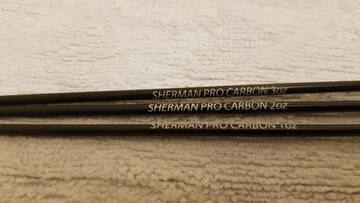 SHERMAN PRO CARBON 3oz
SHERMAN PRO CARBON 2oz
SHERMAN PRO CARBON 1oz